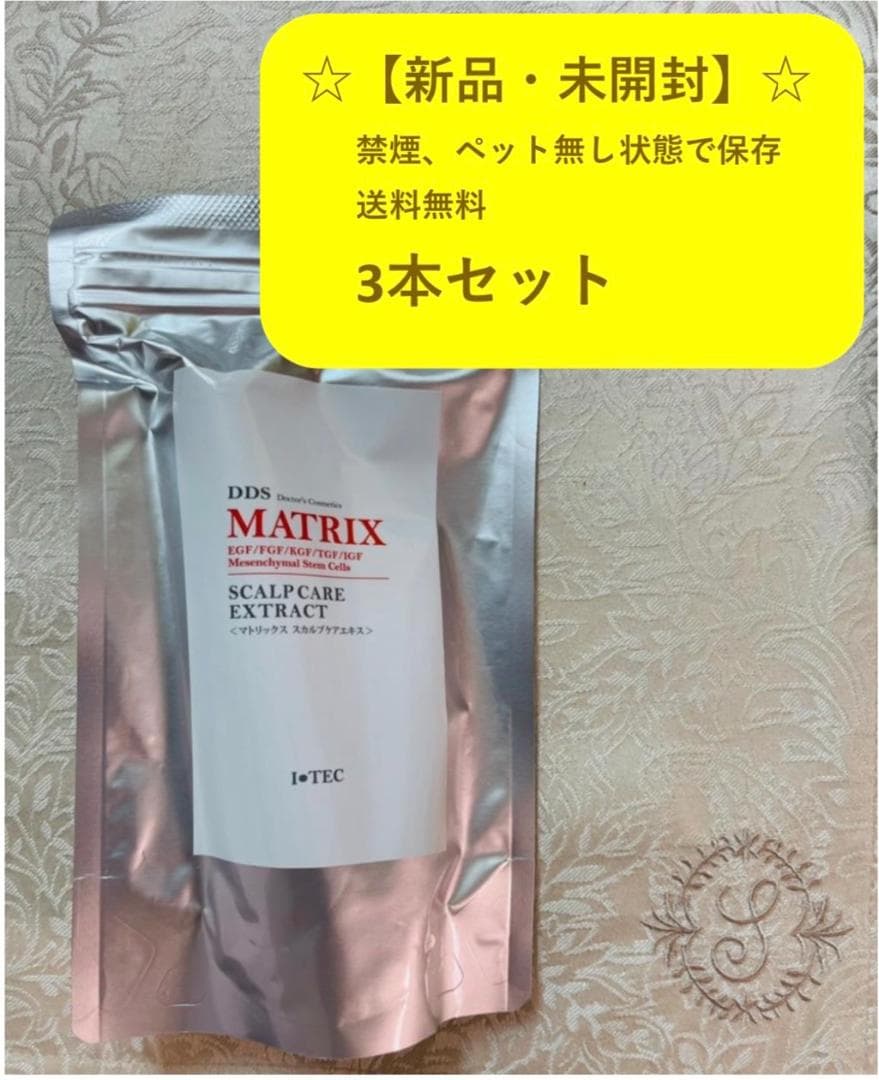 ☆【新品・未開封】☆
禁煙、ペット無し状態で保存
送料無料
3本セット
DDS Doctor's Cosmetics
MATRIX
EGF/FGF/KGF/TGF/IGF
Mesenchymal Stem Cells
SCALP CARE
EXTRACT
＜マトリックス スカルプケアエキス＞
I●TEC
S